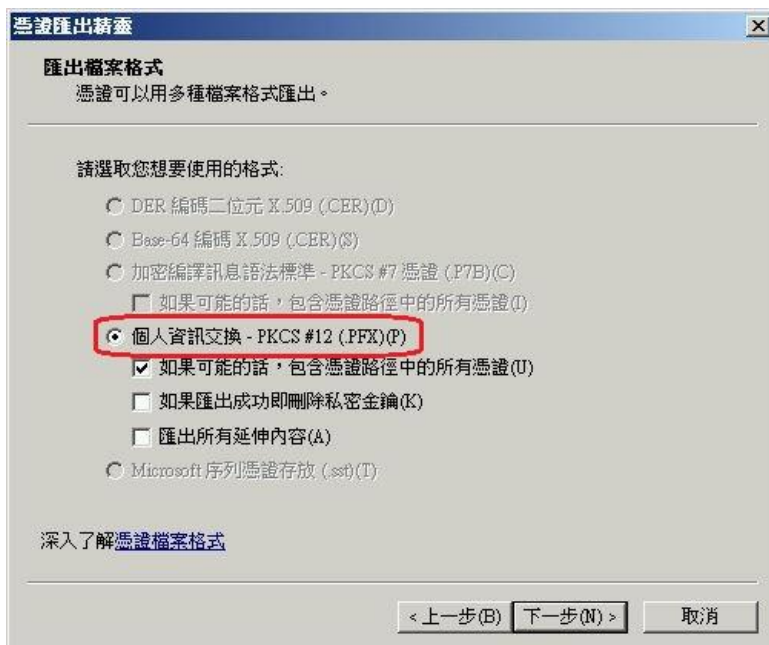 憑證匯出精靈
匯出檔案格式
憑證可以用多種檔案格式匯出。
請選取您想要使用的格式:
DER 編碼二位元 X.509 (.CER)(D)
Base-64 編碼 X.509 (.CER)(S)
加密編譯訊息語法標準 - PKCS #7 憑證 (.P7B)(C)
如果可能的話，包含憑證路徑中的所有憑證(I)
個人資訊交換 - PKCS #12 (.PFX)(P)
如果可能的話，包含憑證路徑中的所有憑證(U)
如果匯出成功即刪除私密金鑰(K)
匯出所有延伸內容(A)
Microsoft 序列憑證存放 (.sst)(T)
深入了解憑證檔案格式
< 上一步(B) 下一步(N) > 取消